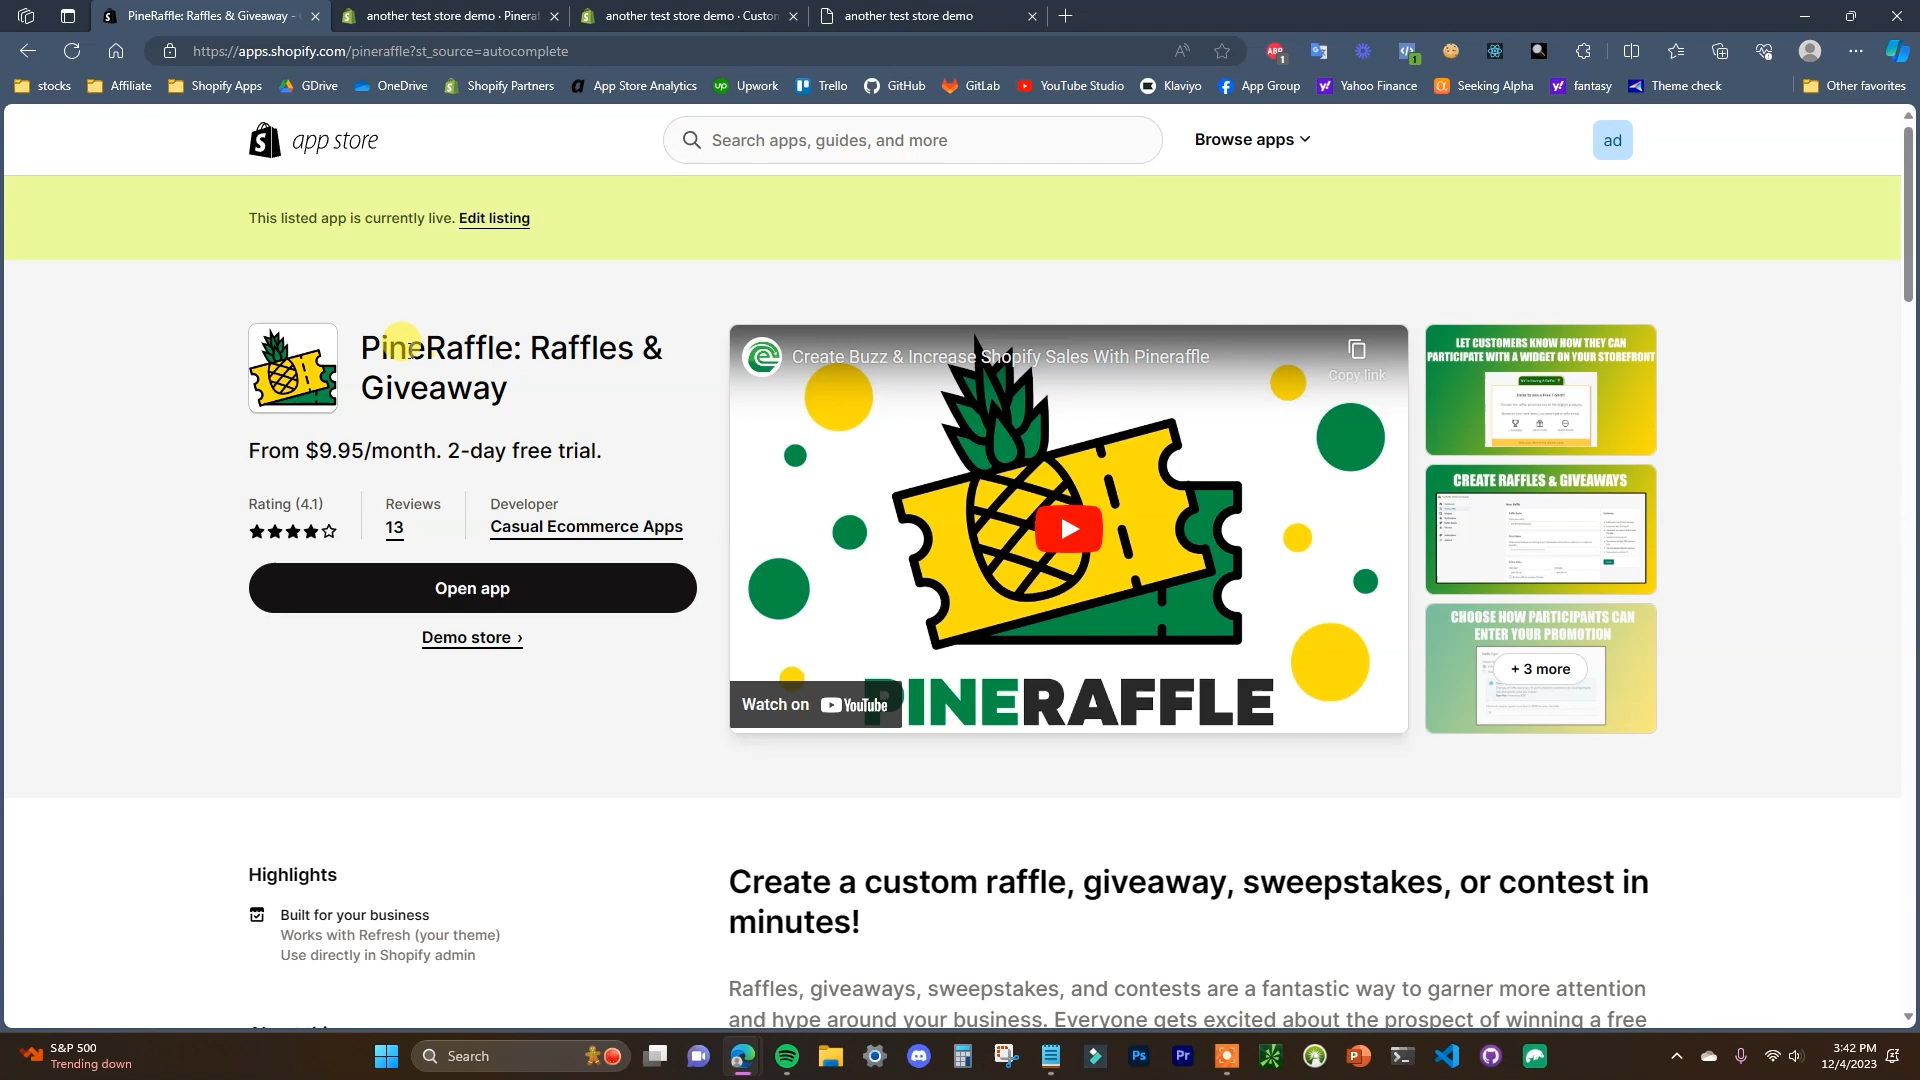 PineRaffle: Raffles & Giveaway -
another test store demo · Pineraf
another test store demo · Custom
another test store demo
https://apps.shopify.com/pineraffle?st_source=autocomplete
stocks
Affiliate
Shopify Apps
GDrive
OneDrive
Shopify Partners
App Store Analytics
Upwork
Trello
GitHub
GitLab
YouTube Studio
Klaviyo
App Group
Yahoo Finance
Seeking Alpha
fantasy
Theme check
Other favorites
app store
Search apps, guides, and more
Browse apps
ad
This listed app is currently live. Edit listing
PineRaffle: Raffles &
Giveaway
From $9.95/month. 2-day free trial.
Rating (4.1)
Reviews
13
Developer
Casual Ecommerce Apps
Open app
Demo store ›
Create Buzz & Increase Shopify Sales With Pineraffle
Copy link
Watch on YouTube
PINERAFFLE
LET CUSTOMERS KNOW HOW THEY CAN
PARTICIPATE WITH A WIDGET ON YOUR STOREFRONT
CREATE RAFFLES & GIVEAWAYS
CHOOSE HOW PARTICIPANTS CAN
ENTER YOUR PROMOTION
+ 3 more
Highlights
Built for your business
Works with Refresh (your theme)
Use directly in Shopify admin
Create a custom raffle, giveaway, sweepstakes, or contest in
minutes!
Raffles, giveaways, sweepstakes, and contests are a fantastic way to garner more attention
and hype around your business. Everyone gets excited about the prospect of winning a free
S&P 500
Trending down
Search
3:42 PM
12/4/2023